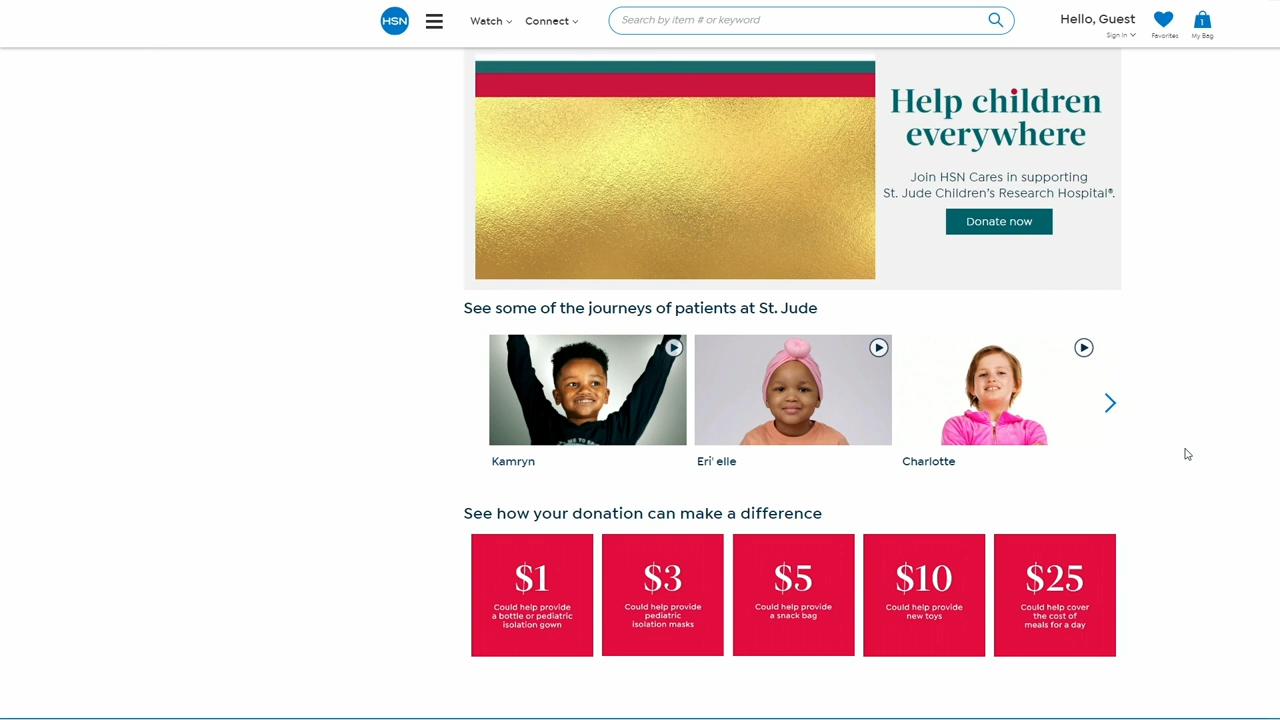 HSN
Watch
Connect
Search by item # or keyword
Hello, Guest
Sign In
Favorites
1
My Bag
Help children
everywhere
Join HSN Cares in supporting
St. Jude Children's Research Hospital®.
Donate now
See some of the journeys of patients at St. Jude
Kamryn
Eri' elle
Charlotte
See how your donation can make a difference
$1
Could help provide
a bottle or pediatric
isolation gown
$3
Could help provide
pediatric
isolation masks
$5
Could help provide
a snack bag
$10
Could help provide
new toys
$25
Could help cover
the cost of
meals for a day